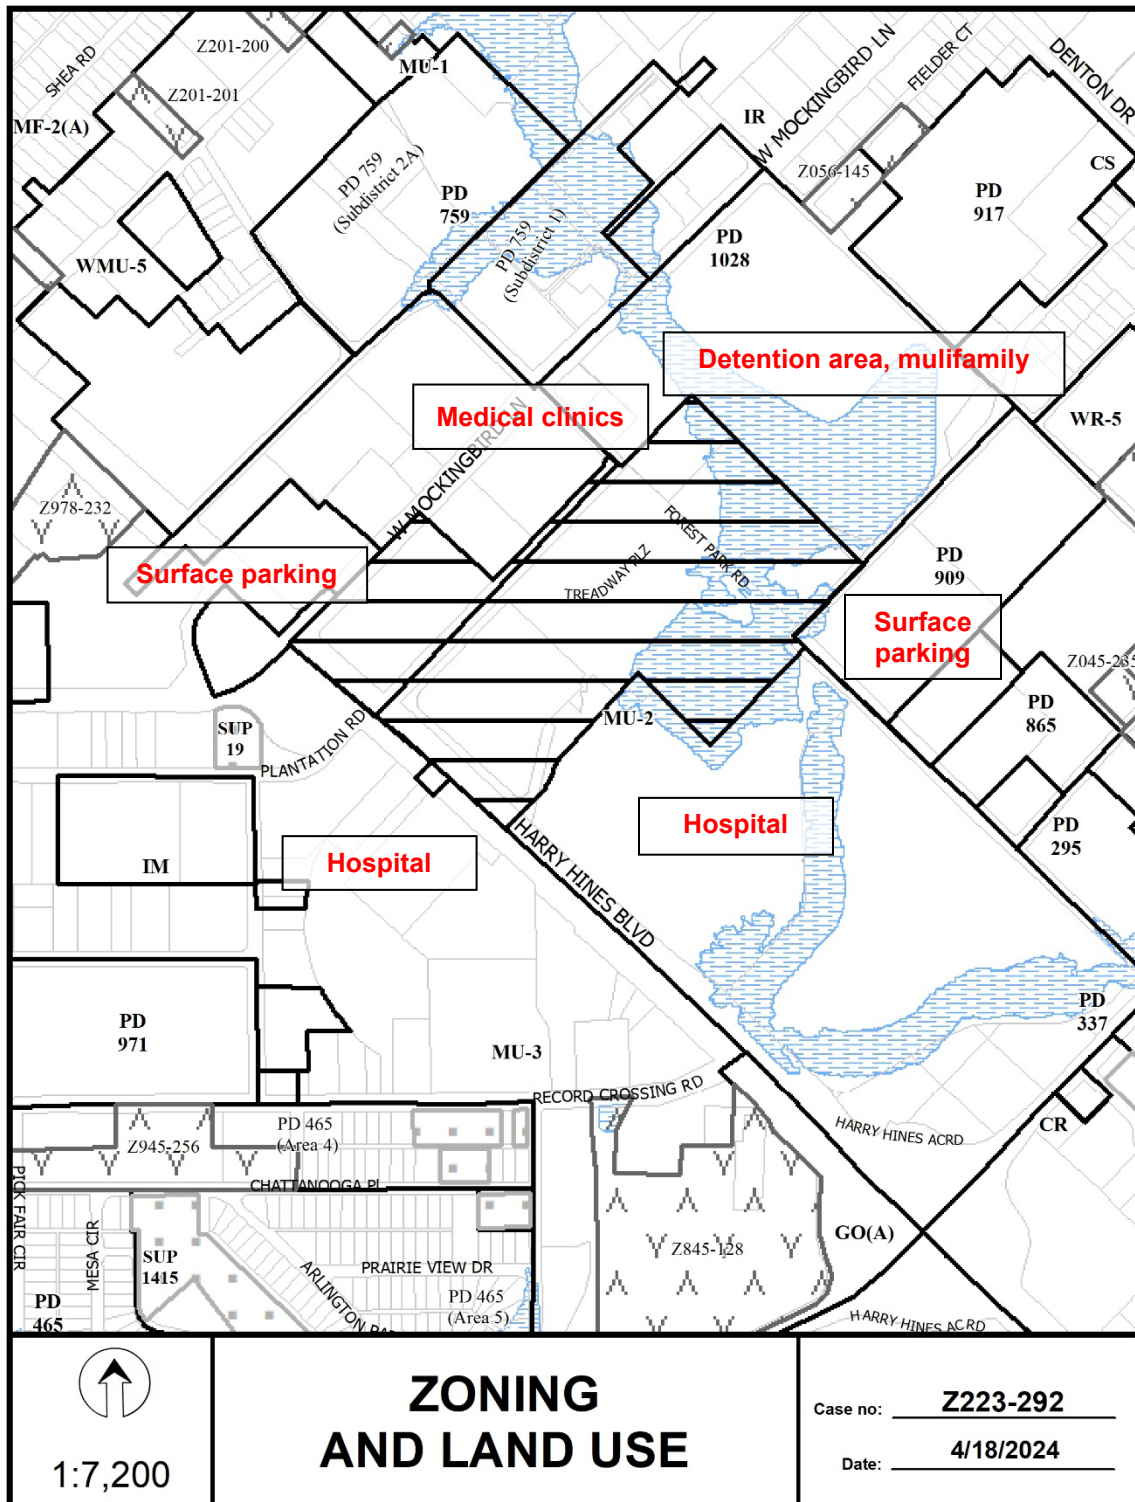 SHEA RD
Z201-200
MU-1
Z201-201
MF-2(A)
PD 759
(Subdistrict 2A)
PD
759
PD 759
(Subdistrict 1)
IR
W MOCKINGBIRD LN
FIELDER CT
DENTON DR
Z056-145
CS
PD
917
PD
1028
WMU-5
Detention area, mulifamily
Medical clinics
W MOCKINGBIRD LN
WR-5
Z978-232
Surface parking
FOREST PARK RD
TREADWAY PLZ
PD
909
Surface
parking
Z045-235
PD
865
SUP
19
PLANTATION RD
MU-2
Hospital
PD
295
IM
Hospital
HARRY HINES BLVD
PD
337
PD
971
MU-3
RECORD CROSSING RD
HARRY HINES ACRD
CR
Z945-256
PD 465
(Area 4)
CHATTANOOGA Pl
PICK FAIR CIR
MESA CIR
SUP
1415
PRAIRIE VIEW DR
ARLINGTON PA
PD 465
(Area 5)
Z845-128
GO(A)
HARRY HINES ACRD
PD
465
1:7,200
ZONING
AND LAND USE
Case no: Z223-292
Date: 4/18/2024